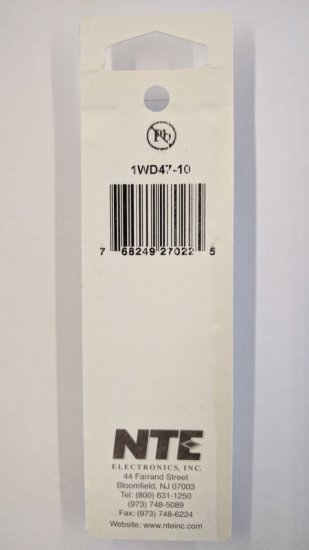 Pb
1WD47-10
7 68249 27022 5
NTE
ELECTRONICS, INC.
44 Farrand Street
Bloomfield, NJ 07003
Tel: (800) 631-1250
(973) 748-5089
Fax: (973) 748-6224
Website: www.nteinc.com